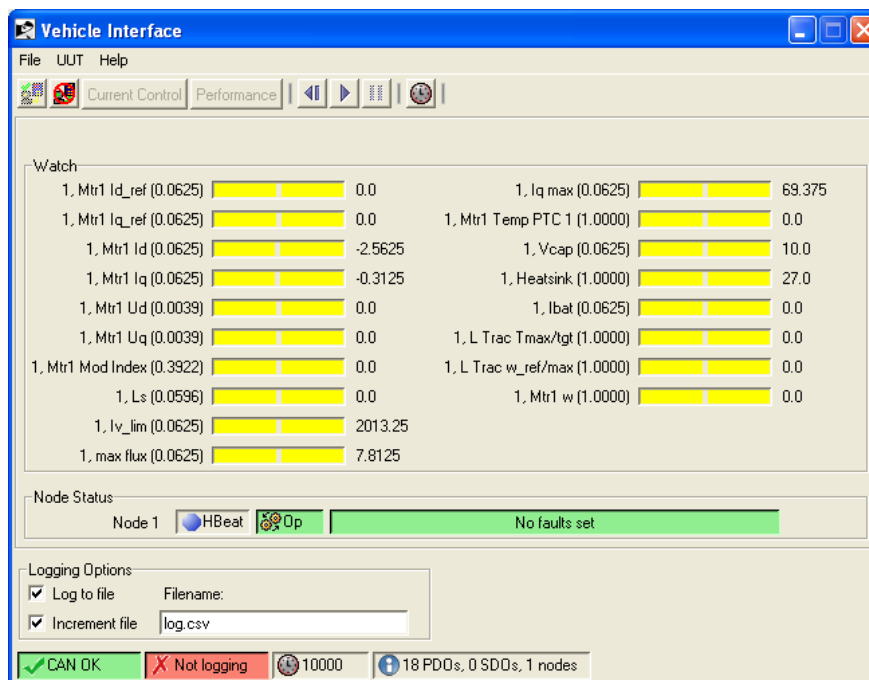 Vehicle Interface
File UUT Help
Current Control Performance
Watch
1, Mtr1 Id_ref (0.0625) 0.0 1, Iq max (0.0625) 69.375
1, Mtr1 Iq_ref (0.0625) 0.0 1, Mtr1 Temp PTC 1 (1.0000) 0.0
1, Mtr1 Id (0.0625) -2.5625 1, Vcap (0.0625) 10.0
1, Mtr1 Iq (0.0625) -0.3125 1, Heatsink (1.0000) 27.0
1, Mtr1 Ud (0.0039) 0.0 1, Ibat (0.0625) 0.0
1, Mtr1 Uq (0.0039) 0.0 1, L Trac Tmax/tgt (1.0000) 0.0
1, Mtr1 Mod Index (0.3922) 0.0 1, L Trac w_ref/max (1.0000) 0.0
1, Ls (0.0596) 0.0 1, Mtr1 w (1.0000) 0.0
1, Iv_lim (0.0625) 2013.25
1, max flux (0.0625) 7.8125
Node Status
Node 1 HBeat Op No faults set
Logging Options
Log to file Filename:
Increment file log.csv
CAN OK Not logging 10000 18 PDOs, 0 SDOs, 1 nodes